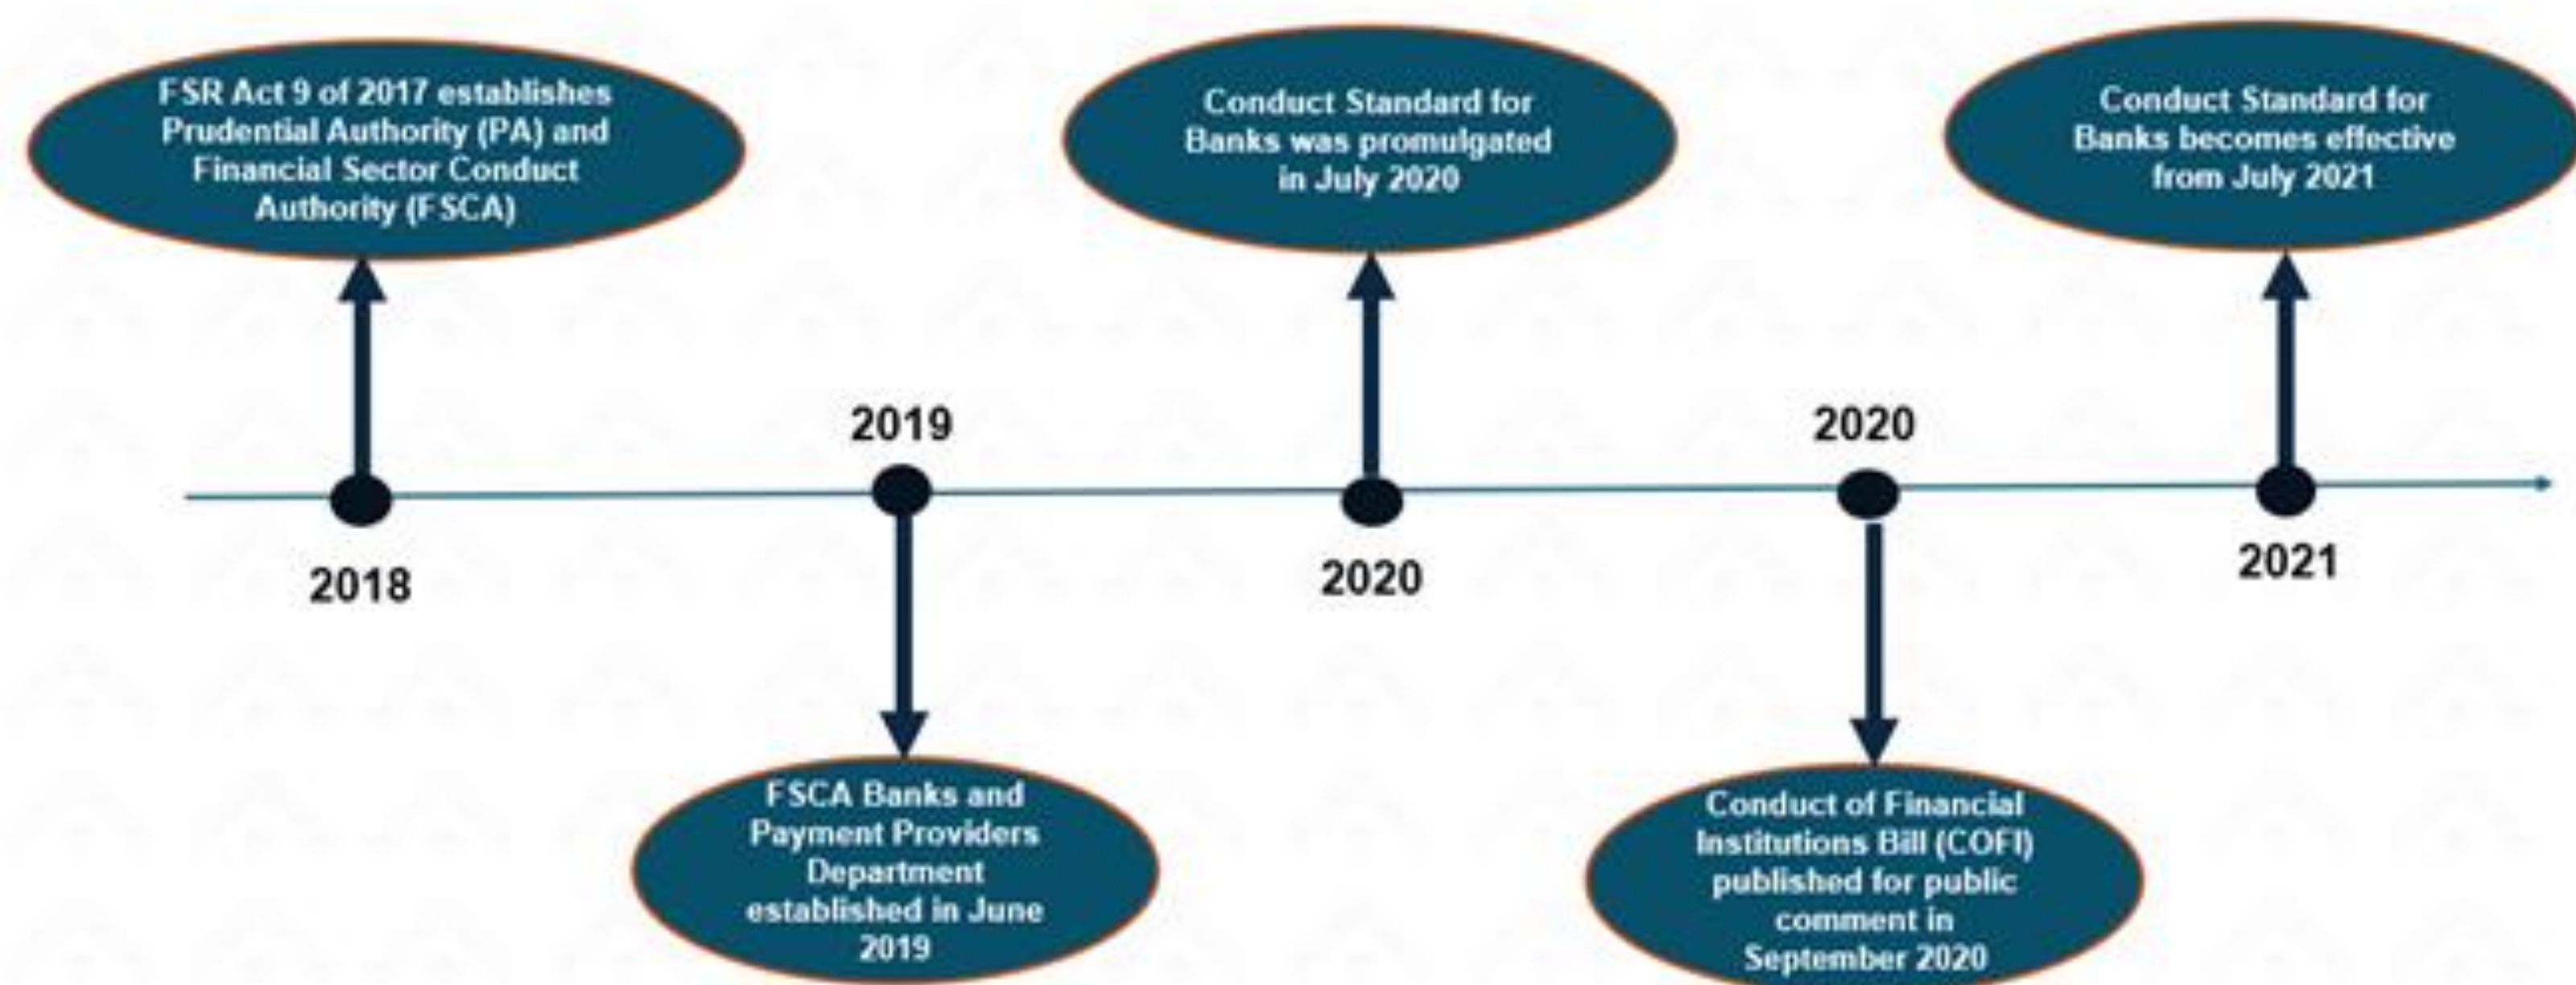 FSR Act 9 of 2017 establishes
Prudential Authority (PA) and
Financial Sector Conduct
Authority (FSCA)
2018
2019
FSCA Banks and
Payment Providers
Department
established in June
2019
Conduct Standard for
Banks was promulgated
in July 2020
2020
2020
Conduct of Financial
Institutions Bill (COFI)
published for public
comment in
September 2020
Conduct Standard for
Banks becomes effective
from July 2021
2021